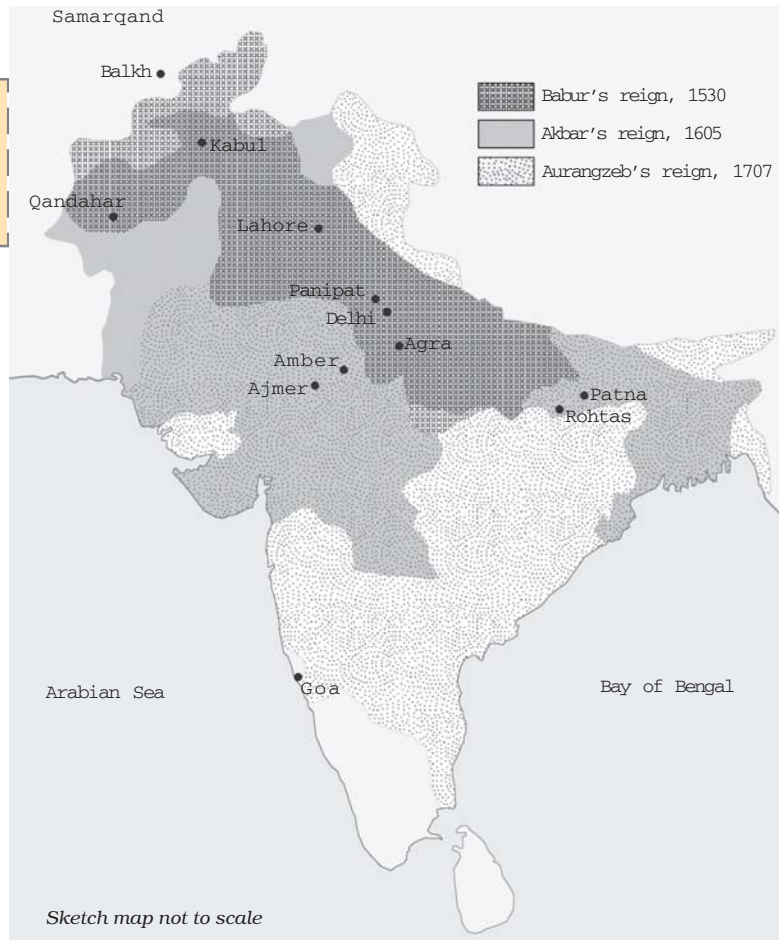 Samarqand
Balkh
Babur's reign, 1530
Akbar's reign, 1605
Kabul
Aurangzeb's reign, 1707
Qandahar
Lahore
Panipat
Delhi
Agra
Amber
Ajmer
Patna
Rohtas
Goa
Arabian Sea
Bay of Bengal
Sketch map not to scale